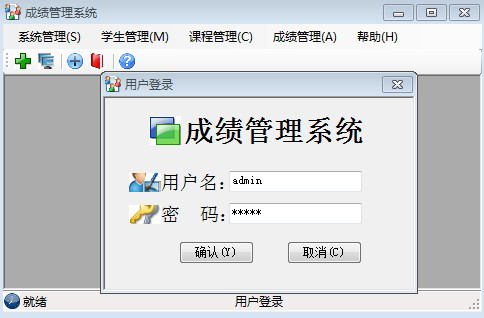 成绩管理系统
系统管理(S) 学生管理(M) 课程管理(C) 成绩管理(A) 帮助(H)
用户登录
成绩管理系统
用户名： admin
密 码： *****
确认(Y) 取消(C)
就绪 用户登录